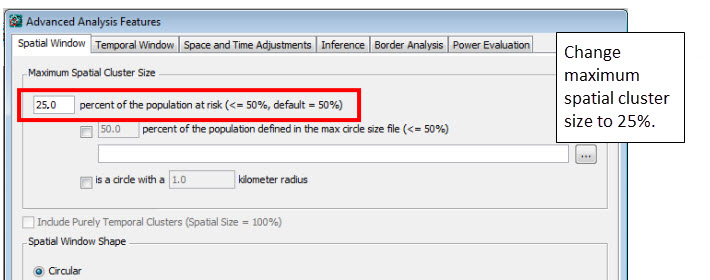 Advanced Analysis Features
Spatial Window Temporal Window Space and Time Adjustments Inference Border Analysis Power Evaluation
Maximum Spatial Cluster Size
25.0 percent of the population at risk (<= 50%, default = 50%)
50.0 percent of the population defined in the max circle size file (<= 50%)
...
is a circle with a 1.0 kilometer radius
Include Purely Temporal Clusters (Spatial Size = 100%)
Spatial Window Shape
Circular
Change
maximum
spatial cluster
size to 25%.